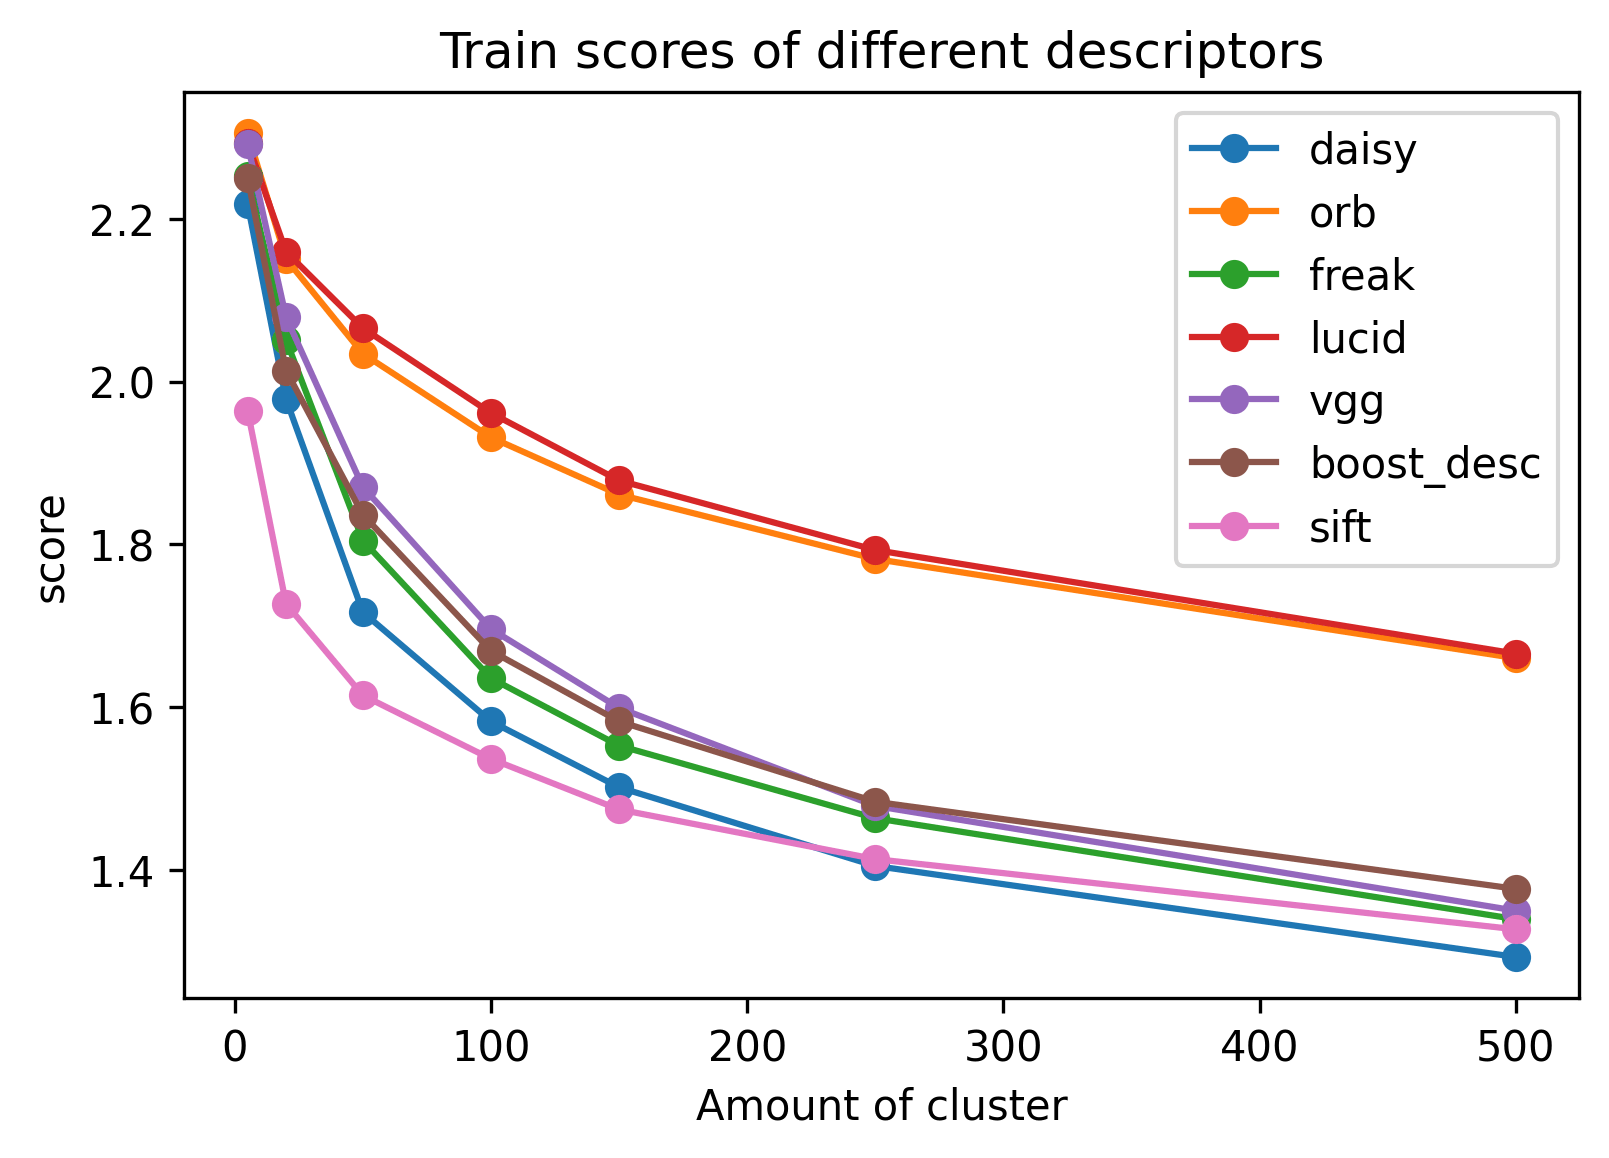 Train scores of different descriptors
daisy
orb
freak
lucid
vgg
boost_desc
sift
score
2.2
2.0
1.8
1.6
1.4
0 100 200 300 400 500
Amount of cluster